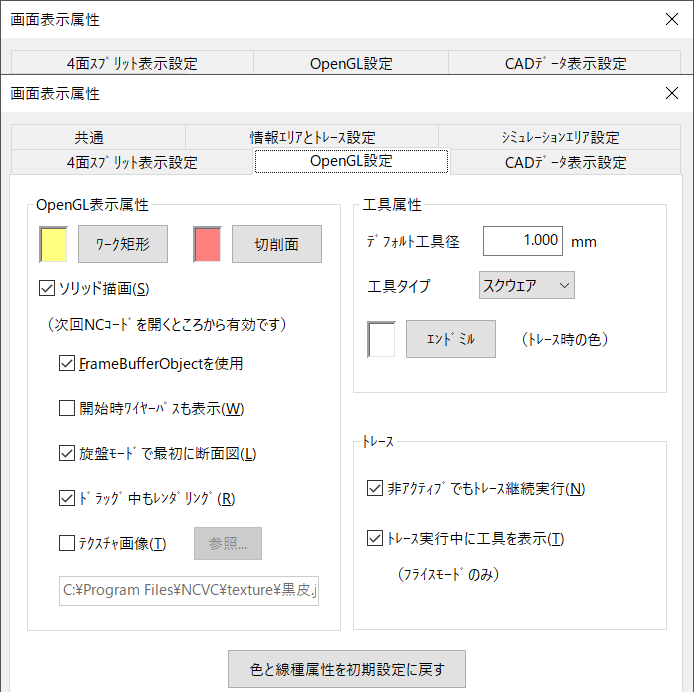 画面表示属性
4面ｽﾌﾟﾘｯﾄ表示設定 OpenGL設定 CADﾃﾞｰﾀ表示設定
画面表示属性
共通 情報ｴﾘｱとﾄﾚｰｽ設定 ｼﾐｭﾚｰｼｮﾝｴﾘｱ設定
4面ｽﾌﾟﾘｯﾄ表示設定 OpenGL設定 CADﾃﾞｰﾀ表示設定
OpenGL表示属性
ﾜｰｸ矩形 切削面
ソリッド描画(S)
(次回NCｺｰﾄﾞを開くところから有効です)
FrameBufferObjectを使用
開始時ﾜｲﾔｰﾊﾟｽも表示(W)
旋盤ﾓｰﾄﾞで最初に断面図(L)
ﾄﾞﾗｯｸﾞ中もﾚﾝﾀﾞﾘﾝｸﾞ(R)
ﾃｸｽﾁｬ画像(T) 参照...
C:¥Program Files¥NCVC¥texture¥黒皮.j
工具属性
ﾃﾞﾌｫﾙﾄ工具径 1.000 mm
工具タイプ スクウェア
ｴﾝﾄﾞﾐﾙ (ﾄﾚｰｽ時の色)
ﾄﾚｰｽ
非ｱｸﾃｨﾌﾞでもﾄﾚｰｽ継続実行(N)
ﾄﾚｰｽ実行中に工具を表示(T)
(ﾌﾗｲｽﾓｰﾄﾞのみ)
色と線種属性を初期設定に戻す